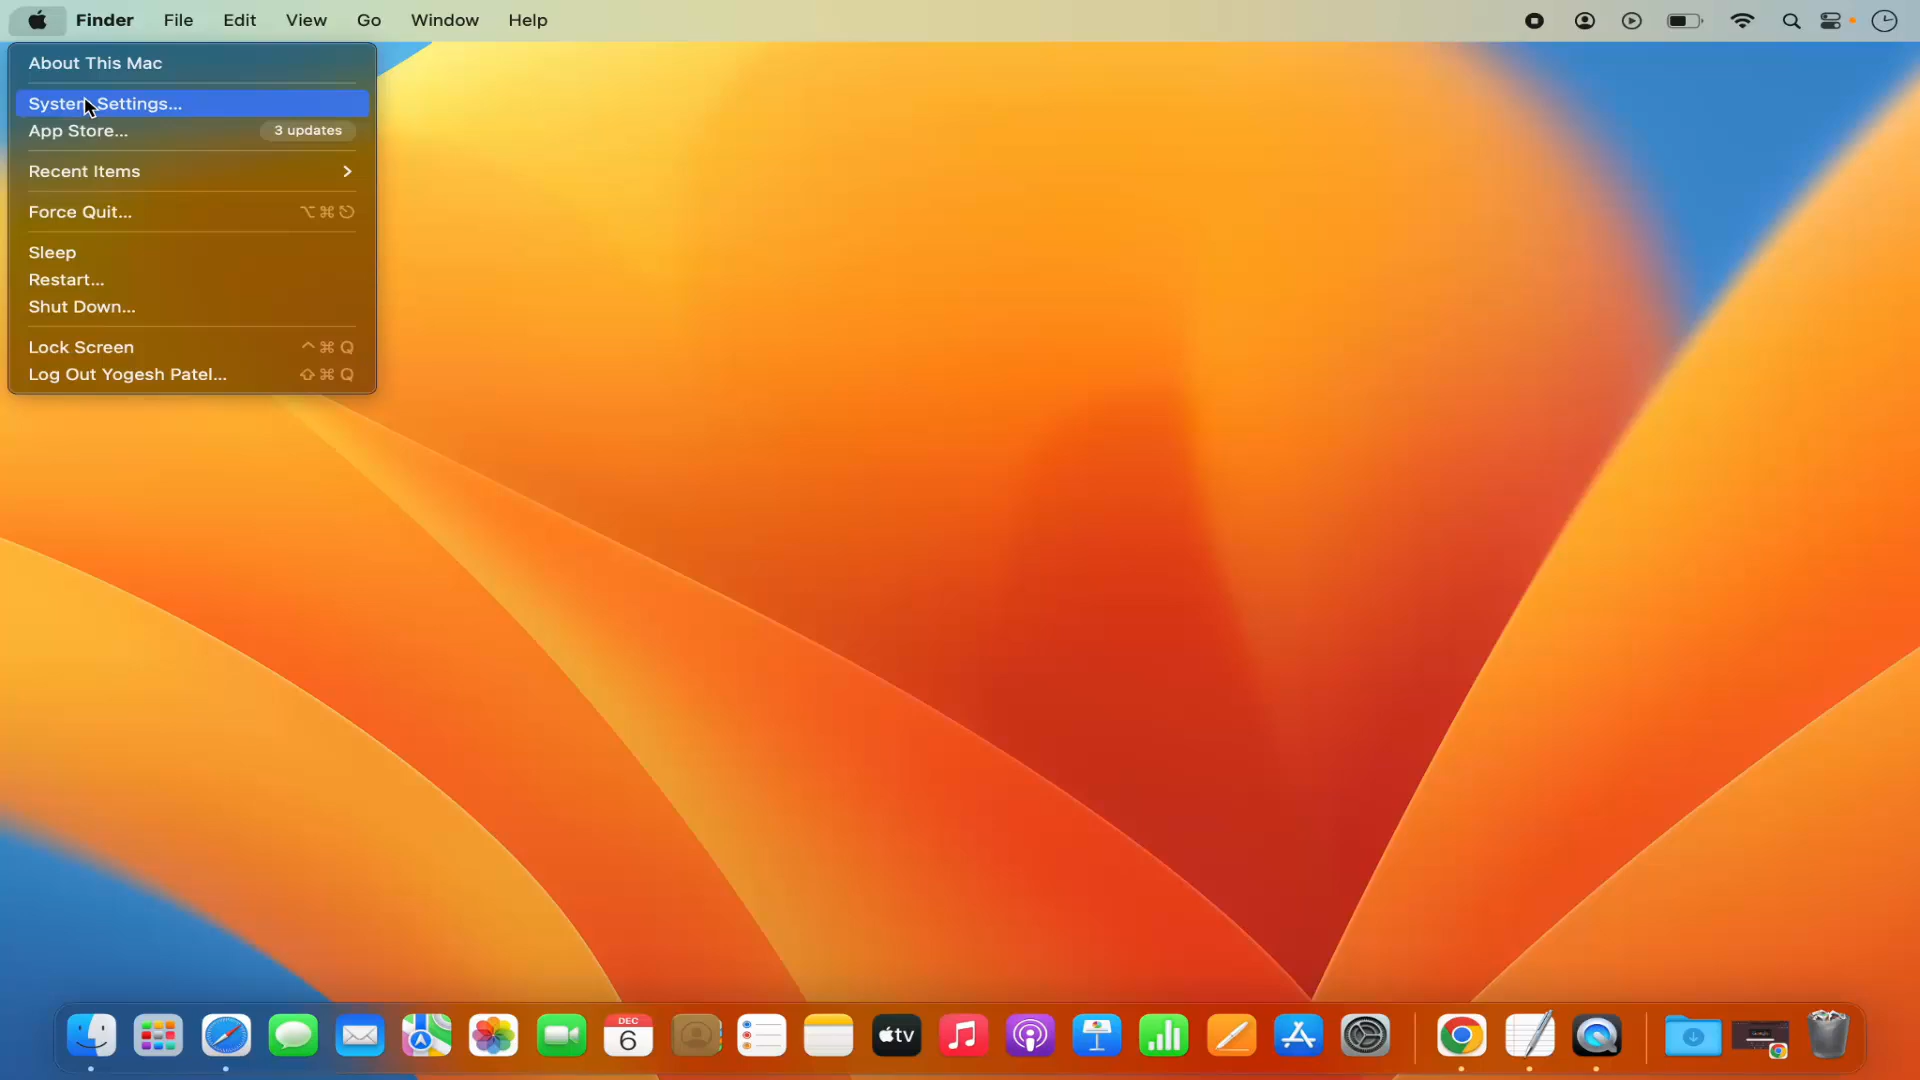 Finder File Edit View Go Window Help
About This Mac
System Settings...
App Store... 3 updates
Recent Items
Force Quit... ⌥⌘⎋
Sleep
Restart...
Shut Down...
Lock Screen ^⌘Q
Log Out Yogesh Patel... ⇧⌘Q
DEC
6
tv